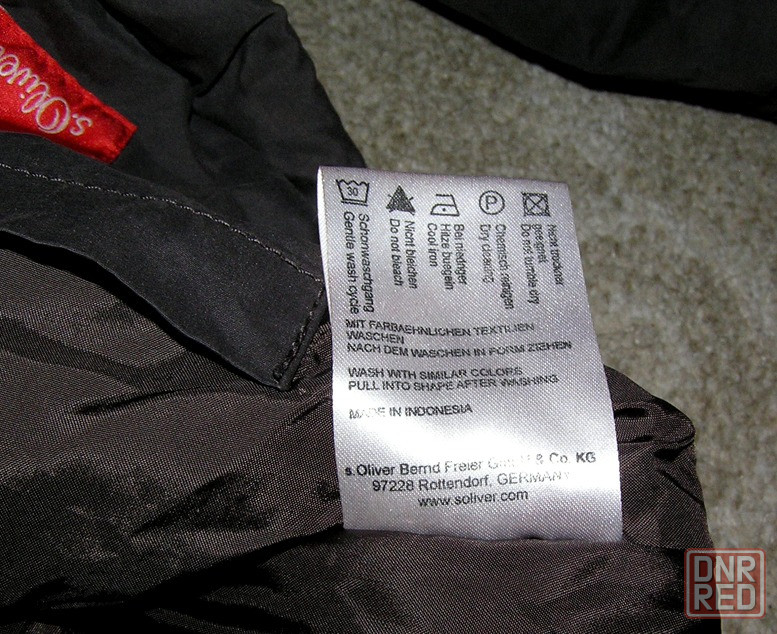 s.Oliver
30
P
Schonwaschgang
Gentle wash cycle
Nicht bleichen
Do not bleach
Bei niedriger
Hitze bügeln
Cool iron
Chemisch reinigen
Dry cleaning
Nicht trockner
geeignet
Do not tumble dry
MIT FARBAEHNLICHEN TEXTILIEN
WASCHEN
NACH DEM WASCHEN IN FORM ZIEHEN
WASH WITH SIMILAR COLORS
PULL INTO SHAPE AFTER WASHING
MADE IN INDONESIA
s.Oliver Bernd Freier GmbH & Co. KG
97228 Rottendorf, GERMANY
www.soliver.com
DNR
RED